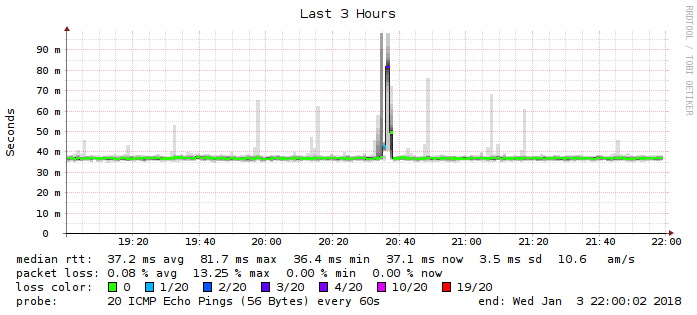 Last 3 Hours
RRDTOOL / TOBI OETIKER
Seconds
90 m
80 m
70 m
60 m
50 m
40 m
30 m
20 m
10 m
0
19:20 19:40 20:00 20:20 20:40 21:00 21:20 21:40 22:00
median rtt: 37.2 ms avg 81.7 ms max 36.4 ms min 37.1 ms now 3.5 ms sd 10.6 am/s
packet loss: 0.08 % avg 13.25 % max 0.00 % min 0.00 % now
loss color: 0 1/20 2/20 3/20 4/20 10/20 19/20
probe: 20 ICMP Echo Pings (56 Bytes) every 60s end: Wed Jan 3 22:00:02 2018